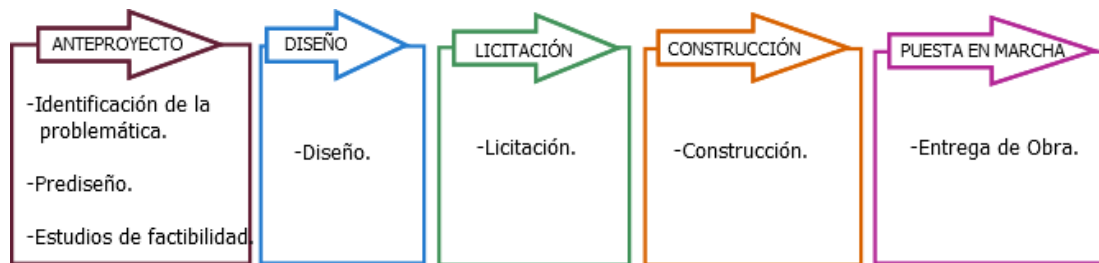 ANTEPROYECTO
-Identificación de la
problemática.
-Prediseño.
-Estudios de factibilidad.
DISEÑO
-Diseño.
LICITACIÓN
-Licitación.
CONSTRUCCIÓN
-Construcción.
PUESTA EN MARCHA
-Entrega de Obra.